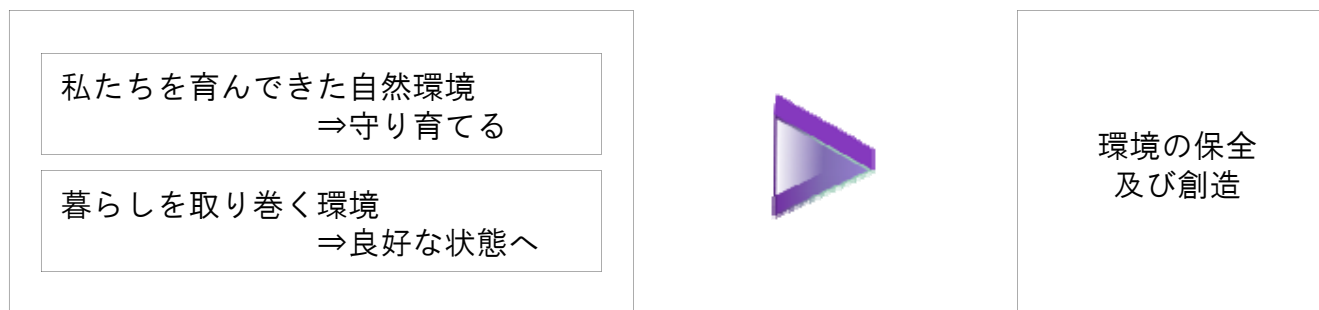 私たちを育んできた自然環境
⇒守り育てる
暮らしを取り巻く環境
⇒良好な状態へ
環境の保全
及び創造